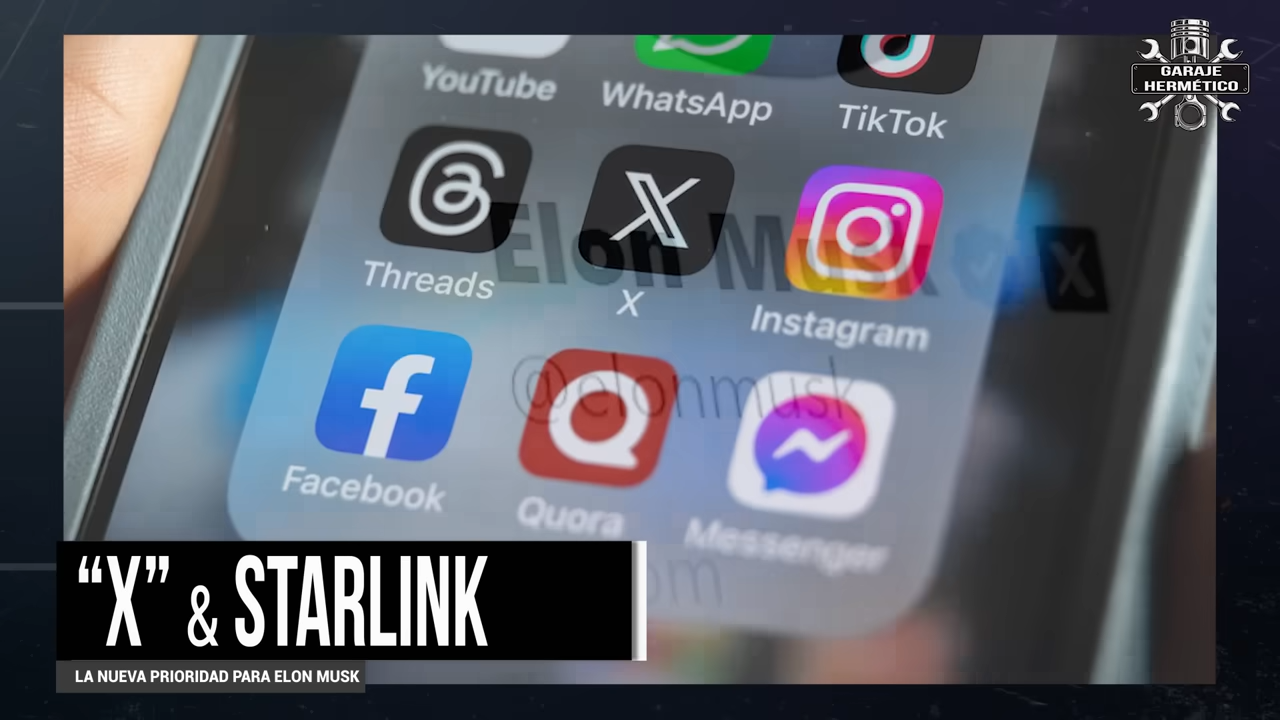 GARAJE
HERMÉTICO
YouTube
WhatsApp
TikTok
Threads
X
Instagram
Elon Musk
@elonmusk
Facebook
Quora
Messenger
om
“X” & STARLINK
LA NUEVA PRIORIDAD PARA ELON MUSK